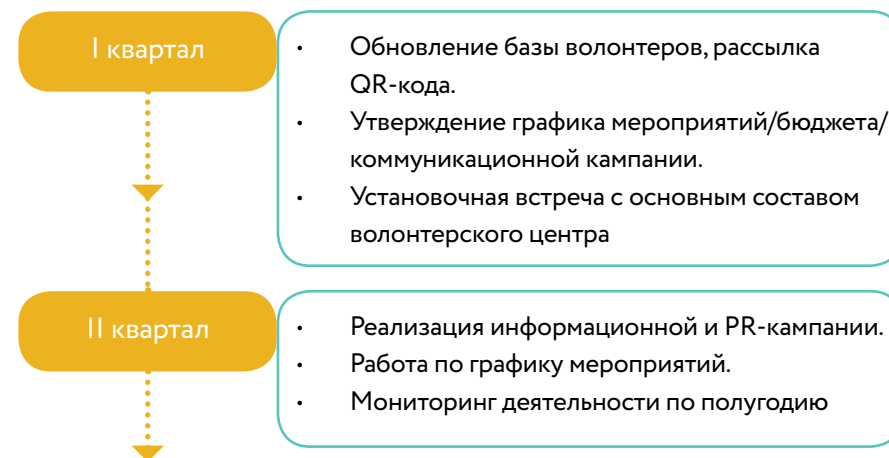 I квартал
• Обновление базы волонтеров, рассылка
QR-кода.
• Утверждение графика мероприятий/бюджета/
коммуникационной кампании.
• Установочная встреча с основным составом
волонтерского центра
II квартал
• Реализация информационной и PR-кампании.
• Работа по графику мероприятий.
• Мониторинг деятельности по полугодию